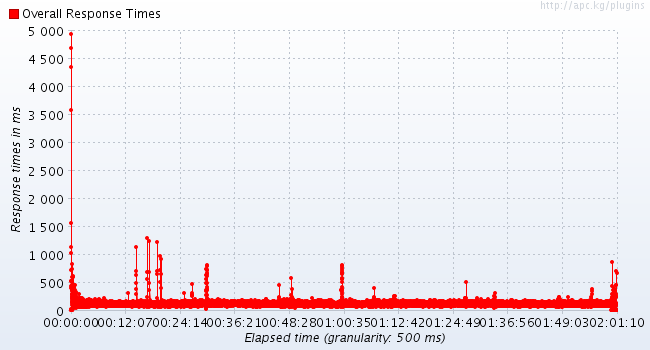 http://apc.kg/plugins
Overall Response Times
5 000
4 500
4 000
3 500
3 000
2 500
2 000
1 500
1 000
500
0
Response times in ms
00:00:00 00:12:07 00:24:14 00:36:21 00:48:28 01:00:35 01:12:42 01:24:49 01:36:56 01:49:03 02:01:10
Elapsed time (granularity: 500 ms)